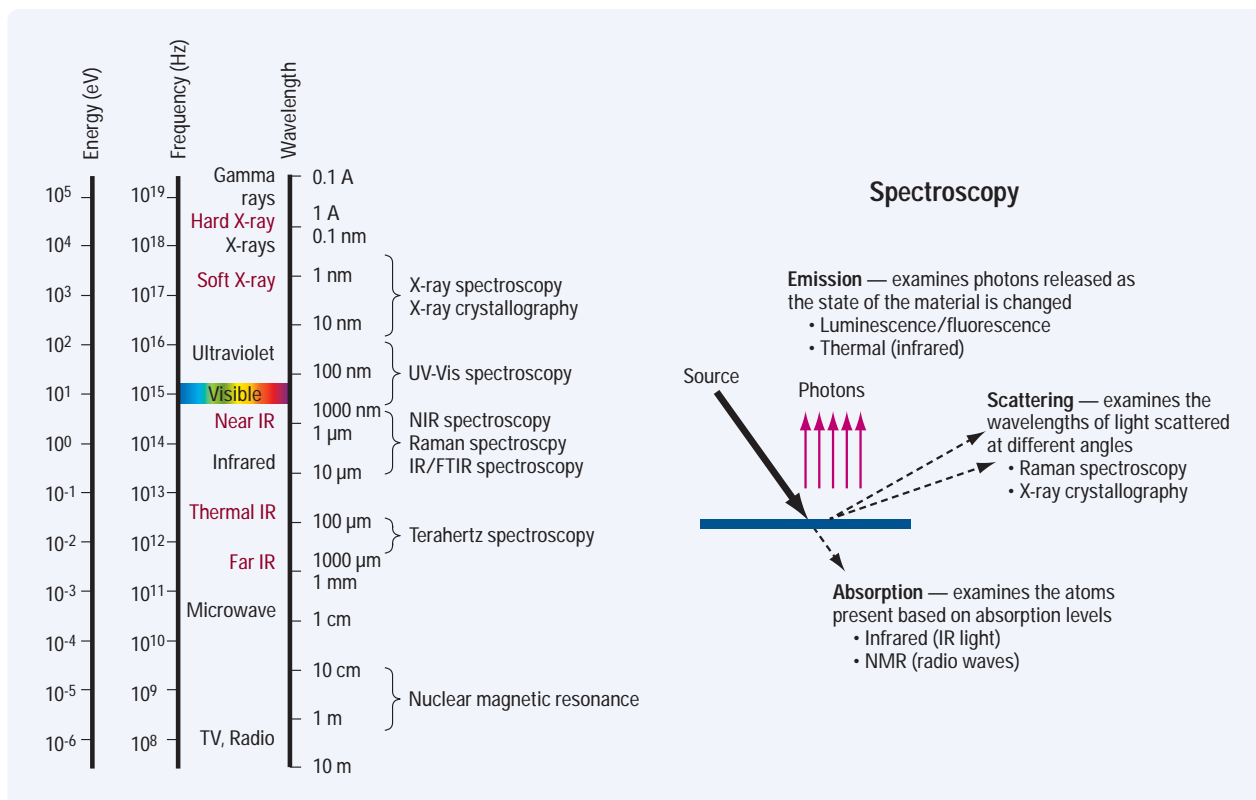 Energy (eV)
Frequency (Hz)
Wavelength
10⁵
10⁴
10³
10²
10¹
10⁰
10⁻¹
10⁻²
10⁻³
10⁻⁴
10⁻⁵
10⁻⁶
10¹⁹
10¹⁸
10¹⁷
10¹⁶
10¹⁵
10¹⁴
10¹³
10¹²
10¹¹
10¹⁰
10⁹
10⁸
Gamma
rays
Hard X-ray
X-rays
Soft X-ray
Ultraviolet
Visible
Near IR
Infrared
Thermal IR
Far IR
Microwave
TV, Radio
0.1 A
1 A
0.1 nm
1 nm
10 nm
100 nm
1000 nm
1 µm
10 µm
100 µm
1000 µm
1 mm
1 cm
10 cm
1 m
10 m
X-ray spectroscopy
X-ray crystallography
UV-Vis spectroscopy
NIR spectroscopy
Raman spectroscpy
IR/FTIR spectroscopy
Terahertz spectroscopy
Nuclear magnetic resonance
Spectroscopy
Emission — examines photons released as
the state of the material is changed
• Luminescence/fluorescence
• Thermal (infrared)
Source
Photons
Scattering — examines the
wavelengths of light scattered
at different angles
• Raman spectroscopy
• X-ray crystallography
Absorption — examines the atoms
present based on absorption levels
• Infrared (IR light)
• NMR (radio waves)